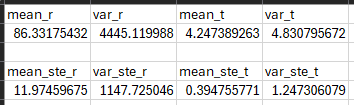 mean_r var_r mean_t var_t
86.33175432 4445.119988 4.247389263 4.830795672
mean_ste_r var_ste_r mean_ste_t var_ste_t
11.97459675 1147.725046 0.394755771 1.247306079